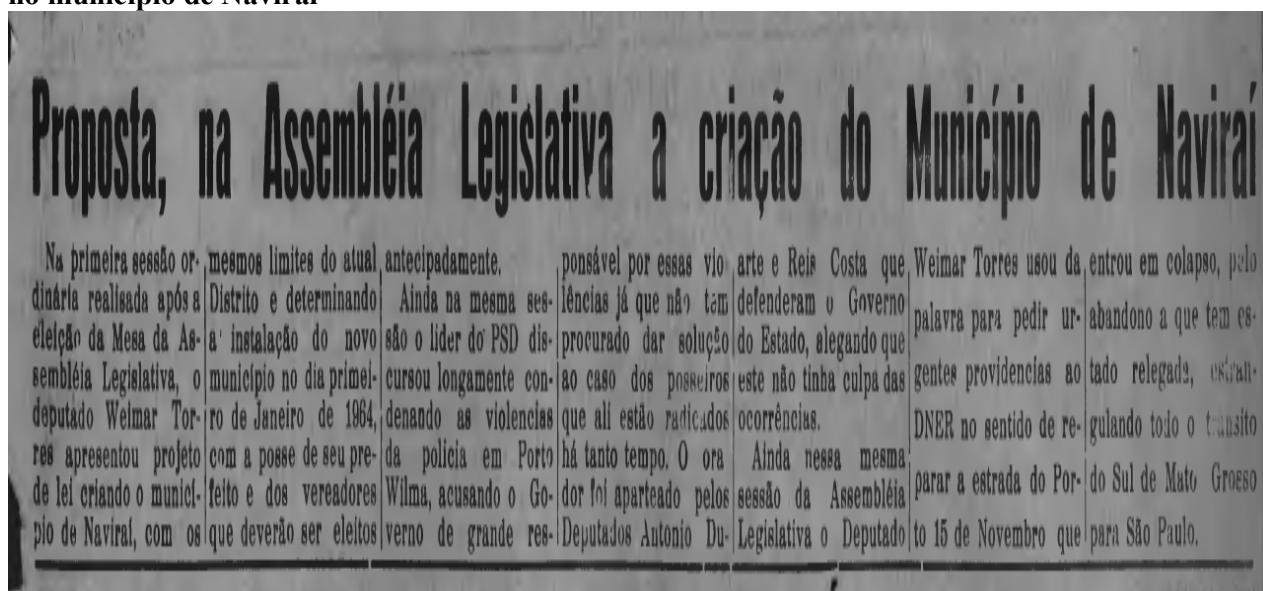 no município de Naviraí
Proposta, na Assembléia Legislativa a criação do Município de Naviraí
Na primeira sessão or-
dinária realisada após a
eleição da Mesa da As-
sembléia Legislativa, o
deputado Weimar Tor-
res apresentou projeto
de lei criando o municí-
pio de Naviraí, com os
mesmos limites do atual
Distrito e determinando
a instalação do novo
município no dia primei-
ro de Janeiro de 1964,
com a posse de seu pre-
feito e dos vereadores
que deverão ser eleitos
antecipadamente.
Ainda na mesma ses-
são o lider do PSD dis-
cursou longamente con-
denando as violencias
da policia em Porto
Wilma, acusando o Go-
verno de grande res-
ponsável por essas vio
lências já que não tem
procurado dar solução
ao caso dos posseiros
que ali estão radicados
há tanto tempo. O ora
dor foi aparteado pelos
Deputados Antonio Du-
arte e Reis Costa que
defenderam o Governo
do Estado, alegando que
este não tinha culpa das
ocorrências.
Ainda nessa mesma
sessão da Assembléia
Legislativa o Deputado
Weimar Torres usou da
palavra para pedir ur-
gentes providencias ao
DNER no sentido de re-
parar a estrada do Por-
to 15 de Novembro que
entrou em colapso, pelo
abandono a que tem es-
tado relegada, estran-
gulando todo o transito
do Sul de Mato Grosso
para São Paulo.